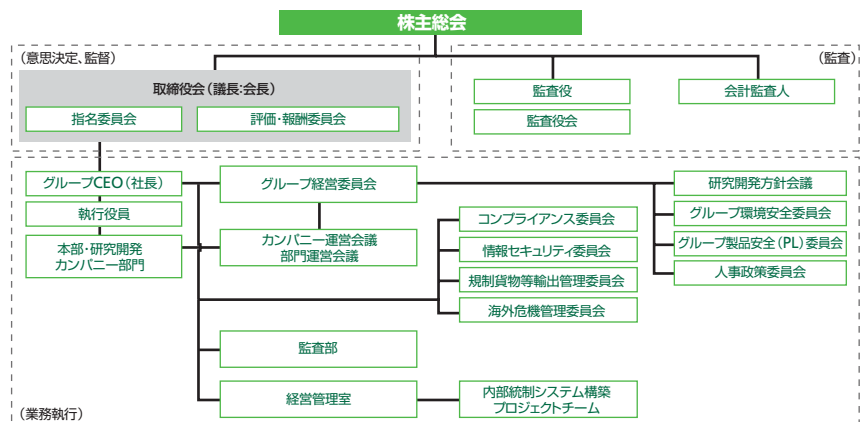 株主総会
(意思決定、監督)
(監査)
取締役会(議長:会長)
指名委員会
評価・報酬委員会
監査役
監査役会
会計監査人
グループCEO(社長)
執行役員
本部・研究開発
カンパニー部門
グループ経営委員会
カンパニー運営会議
部門運営会議
コンプライアンス委員会
情報セキュリティ委員会
規制貨物等輸出管理委員会
海外危機管理委員会
研究開発方針会議
グループ環境安全委員会
グループ製品安全(PL)委員会
人事政策委員会
監査部
経営管理室
内部統制システム構築
プロジェクトチーム
(業務執行)